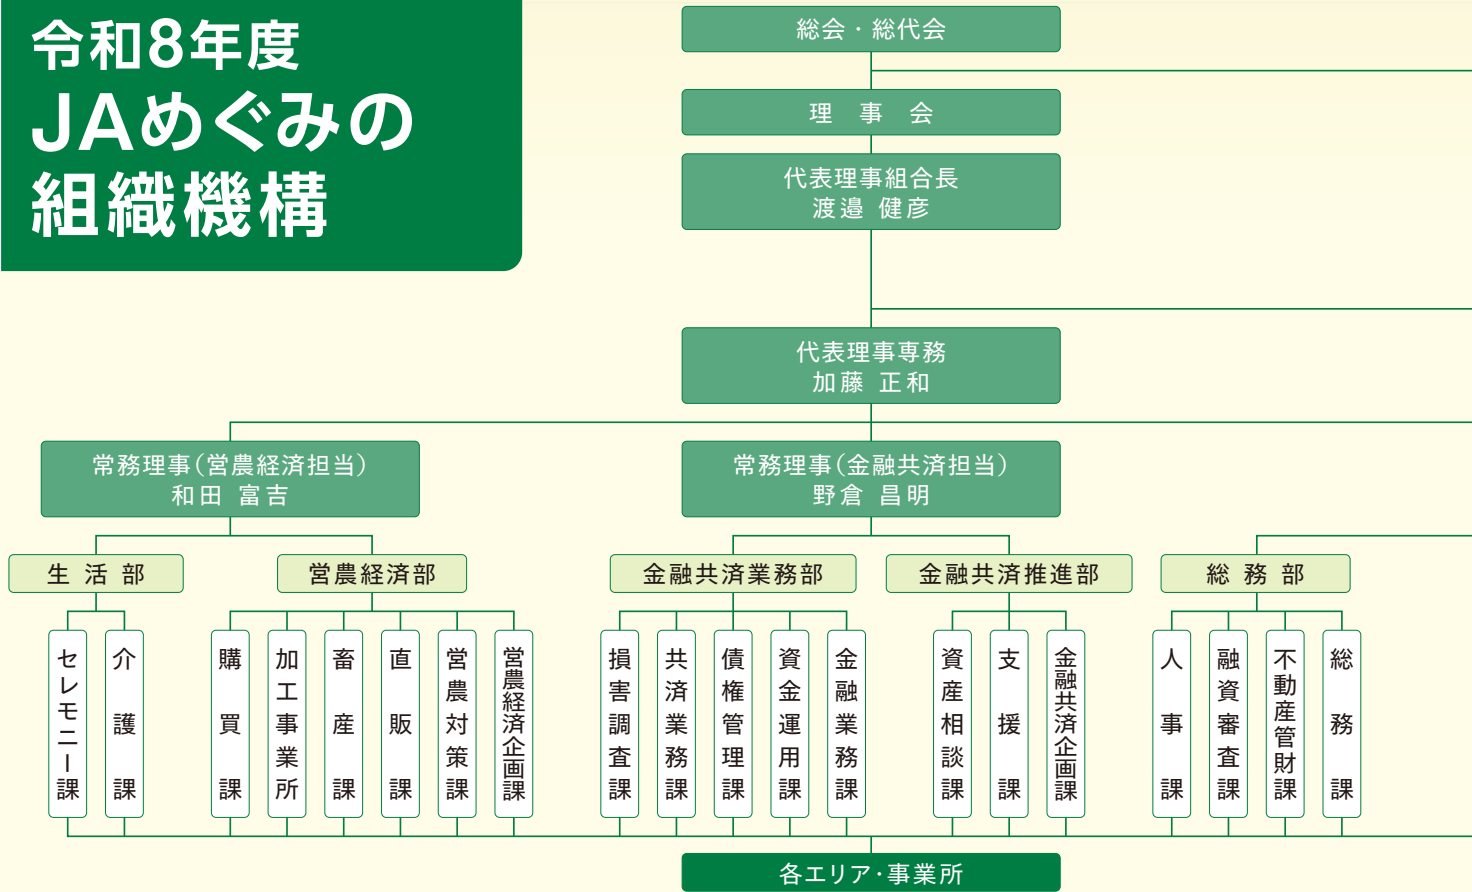 令和8年度
JAめぐみの
組織機構
総会・総代会
理事会
代表理事組合長
渡邉 健彦
代表理事専務
加藤 正和
常務理事(営農経済担当)
和田 富吉
常務理事(金融共済担当)
野倉 昌明
生活部
営農経済部
金融共済業務部
金融共済推進部
総務部
セレモニー課
介護課
購買課
加工事業所
畜産課
直販課
営農対策課
営農経済企画課
損害調査課
共済業務課
債権管理課
資金運用課
金融業務課
資産相談課
支援課
金融共済企画課
人事課
融資審査課
不動産管財課
総務課
各エリア・事業所